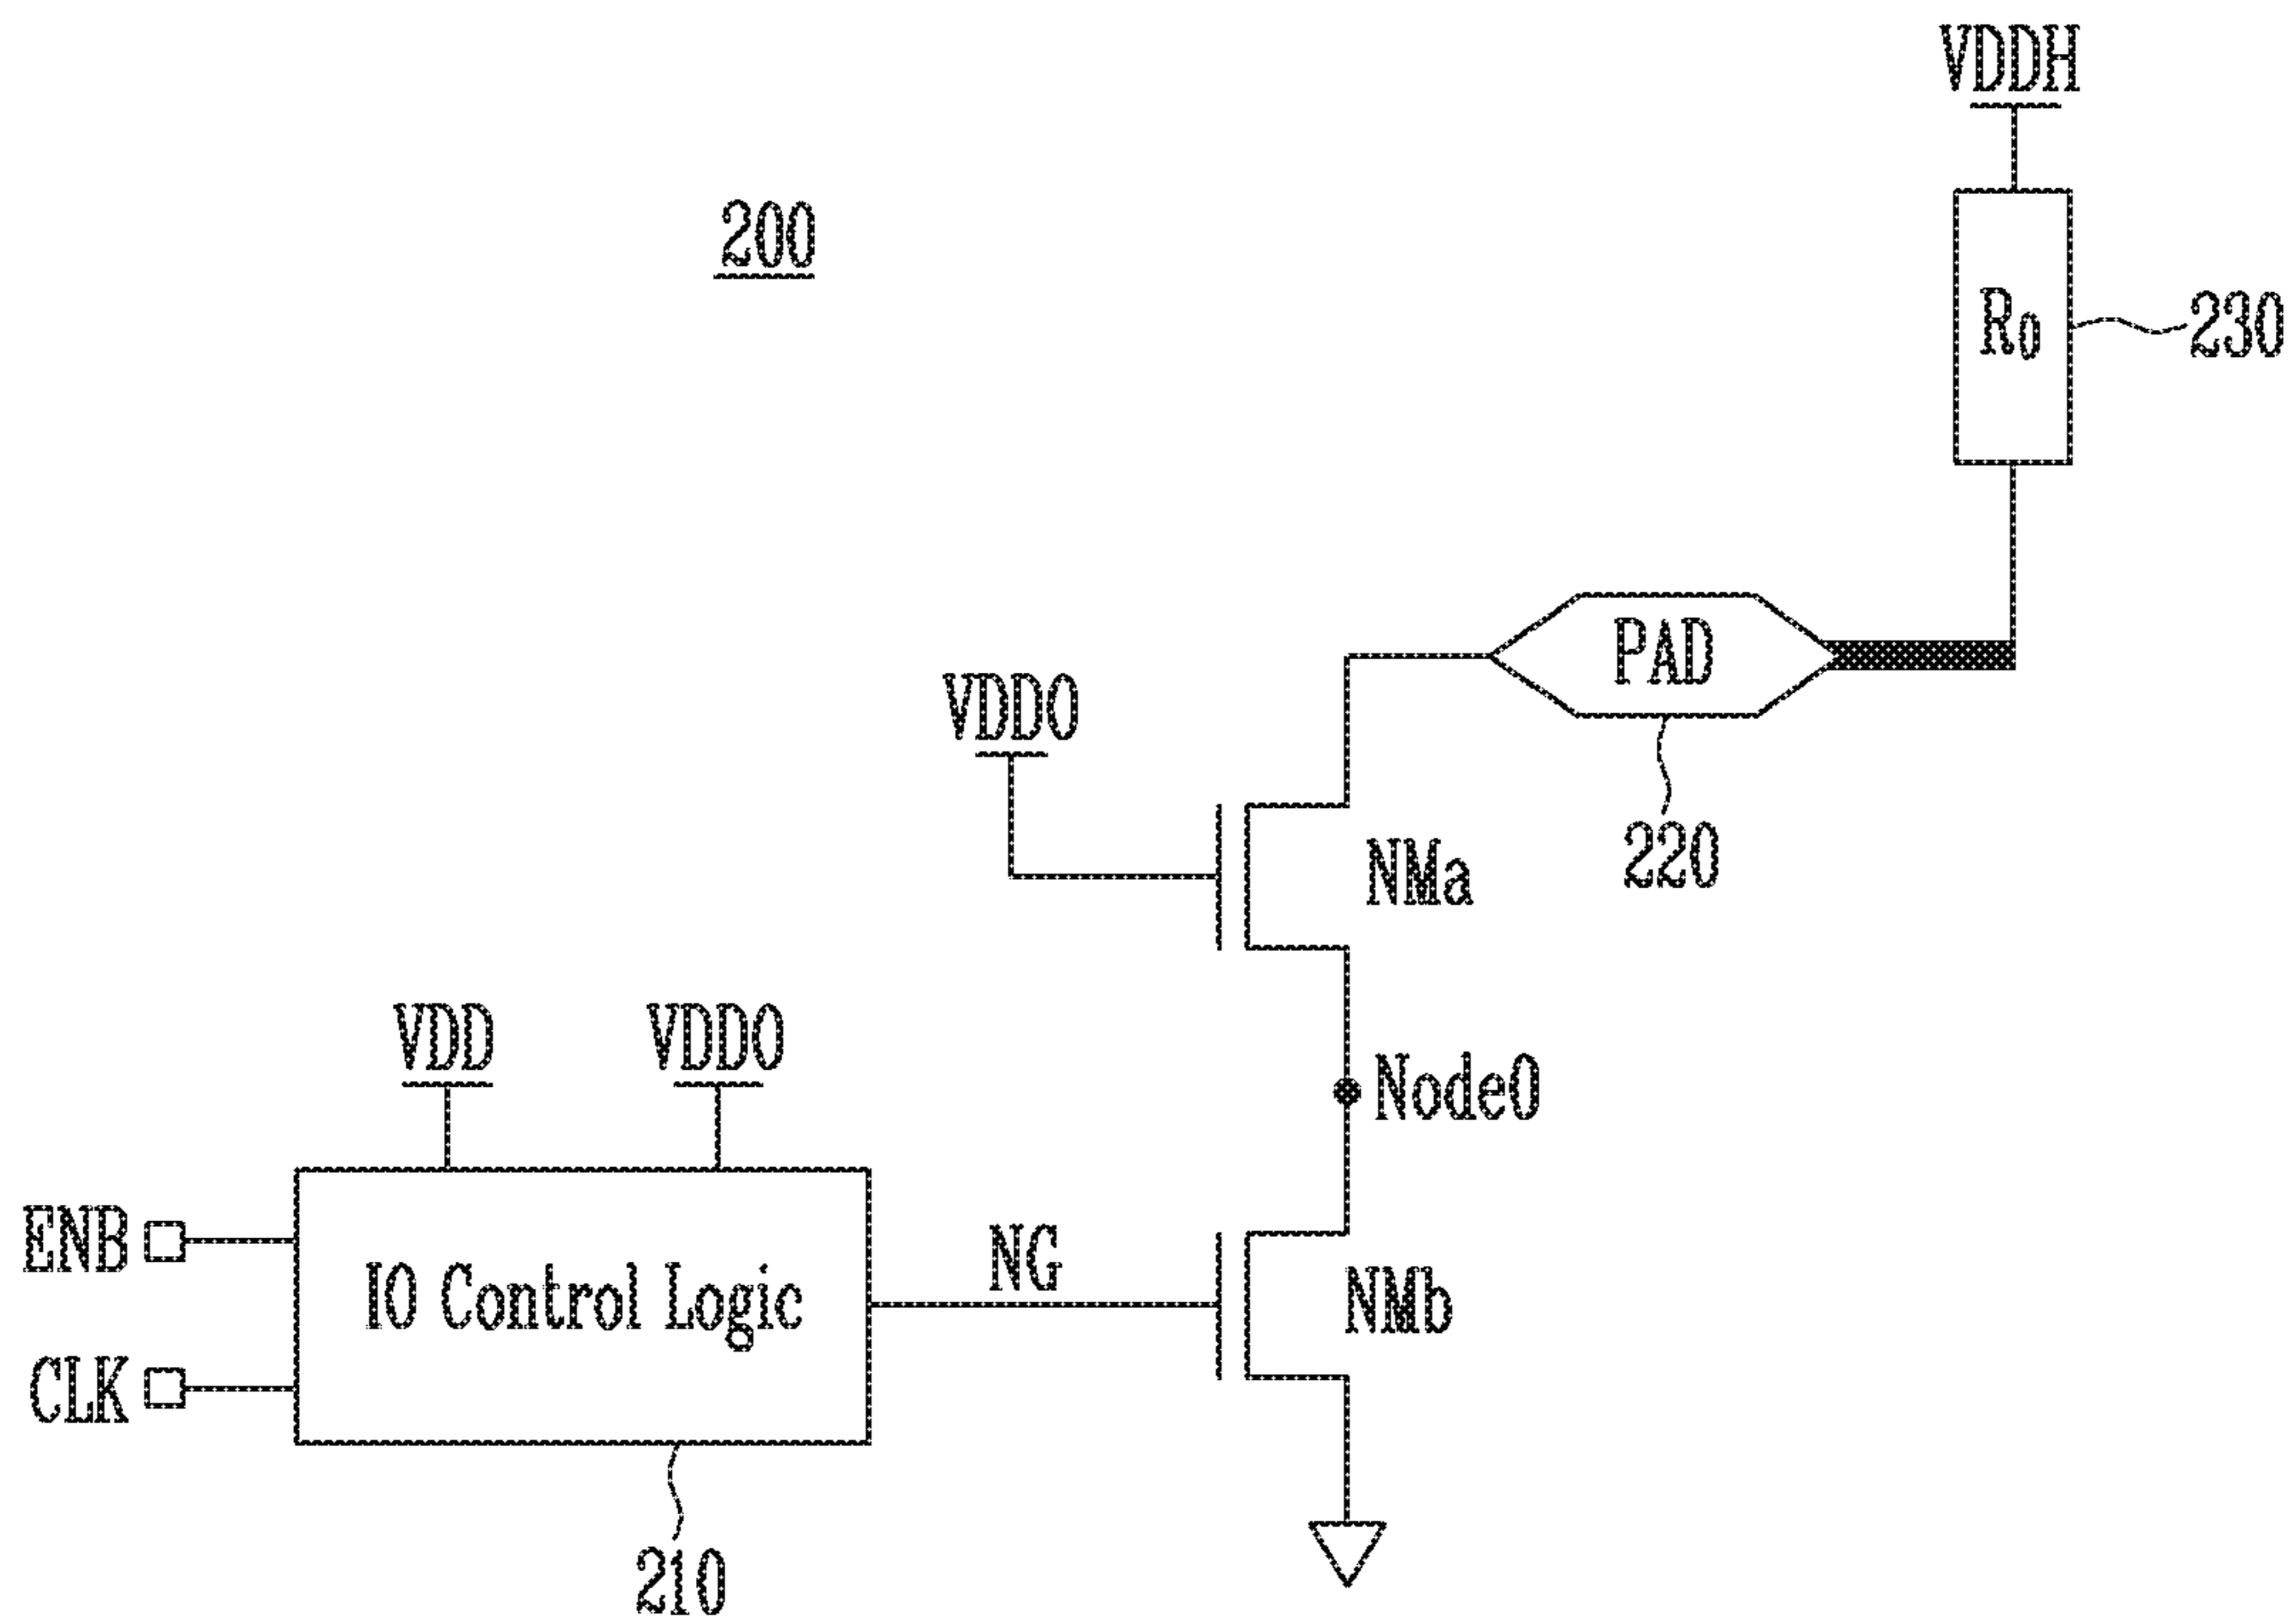 VDDH
200
R0
230
PAD
VDDO
220
NMa
VDD
VDDO
Node0
ENB
NG
IO Control Logic
NMb
CLK
210